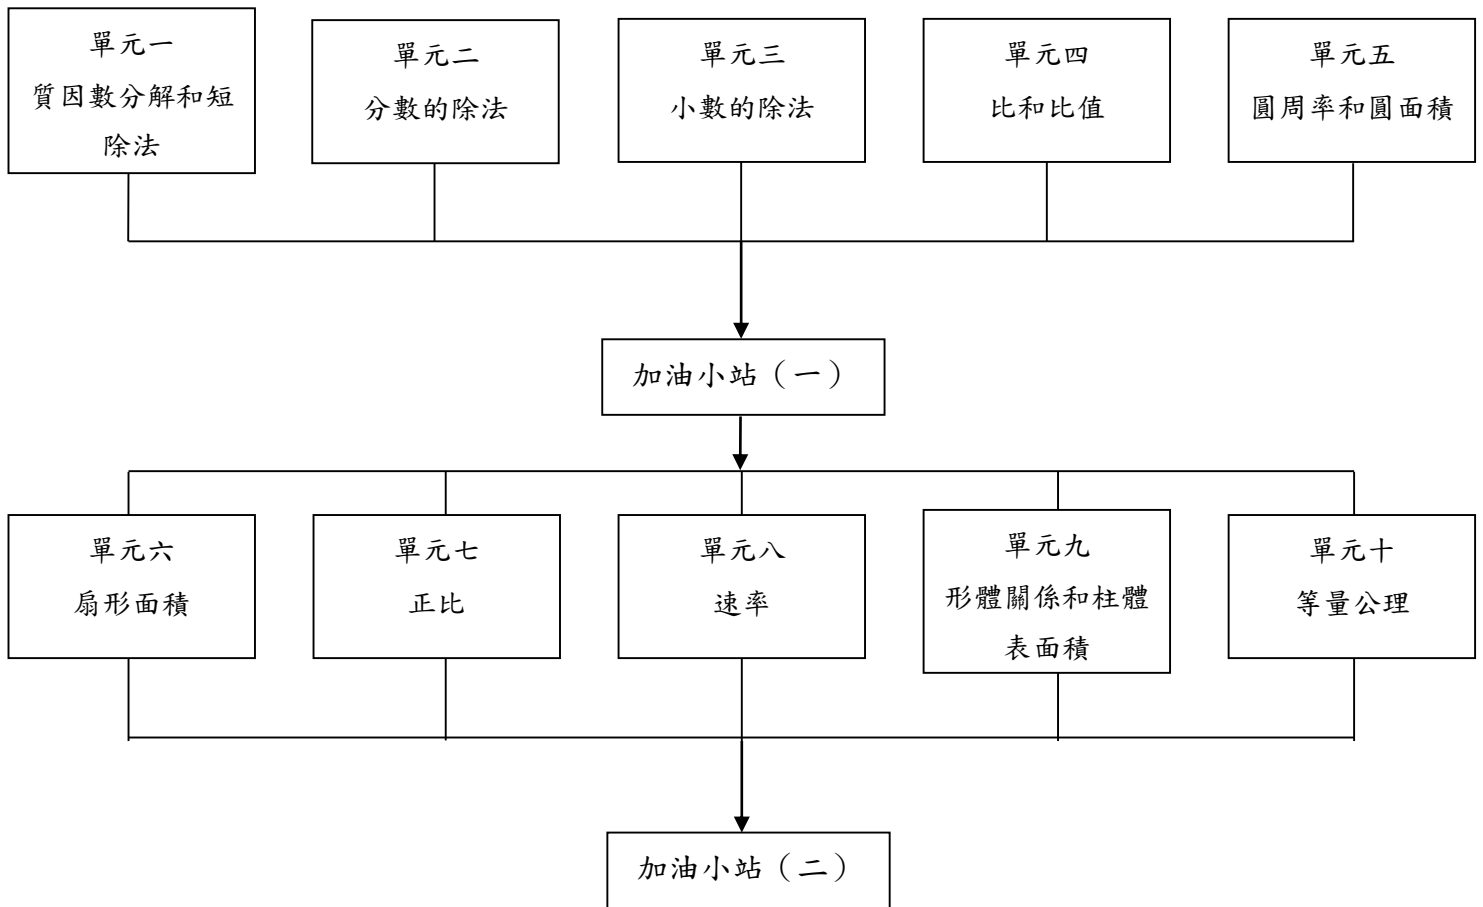 單元一
質因數分解和短
除法
單元二
分數的除法
單元三
小數的除法
單元四
比和比值
單元五
圓周率和圓面積
加油小站（一）
單元六
扇形面積
單元七
正比
單元八
速率
單元九
形體關係和柱體
表面積
單元十
等量公理
加油小站（二）